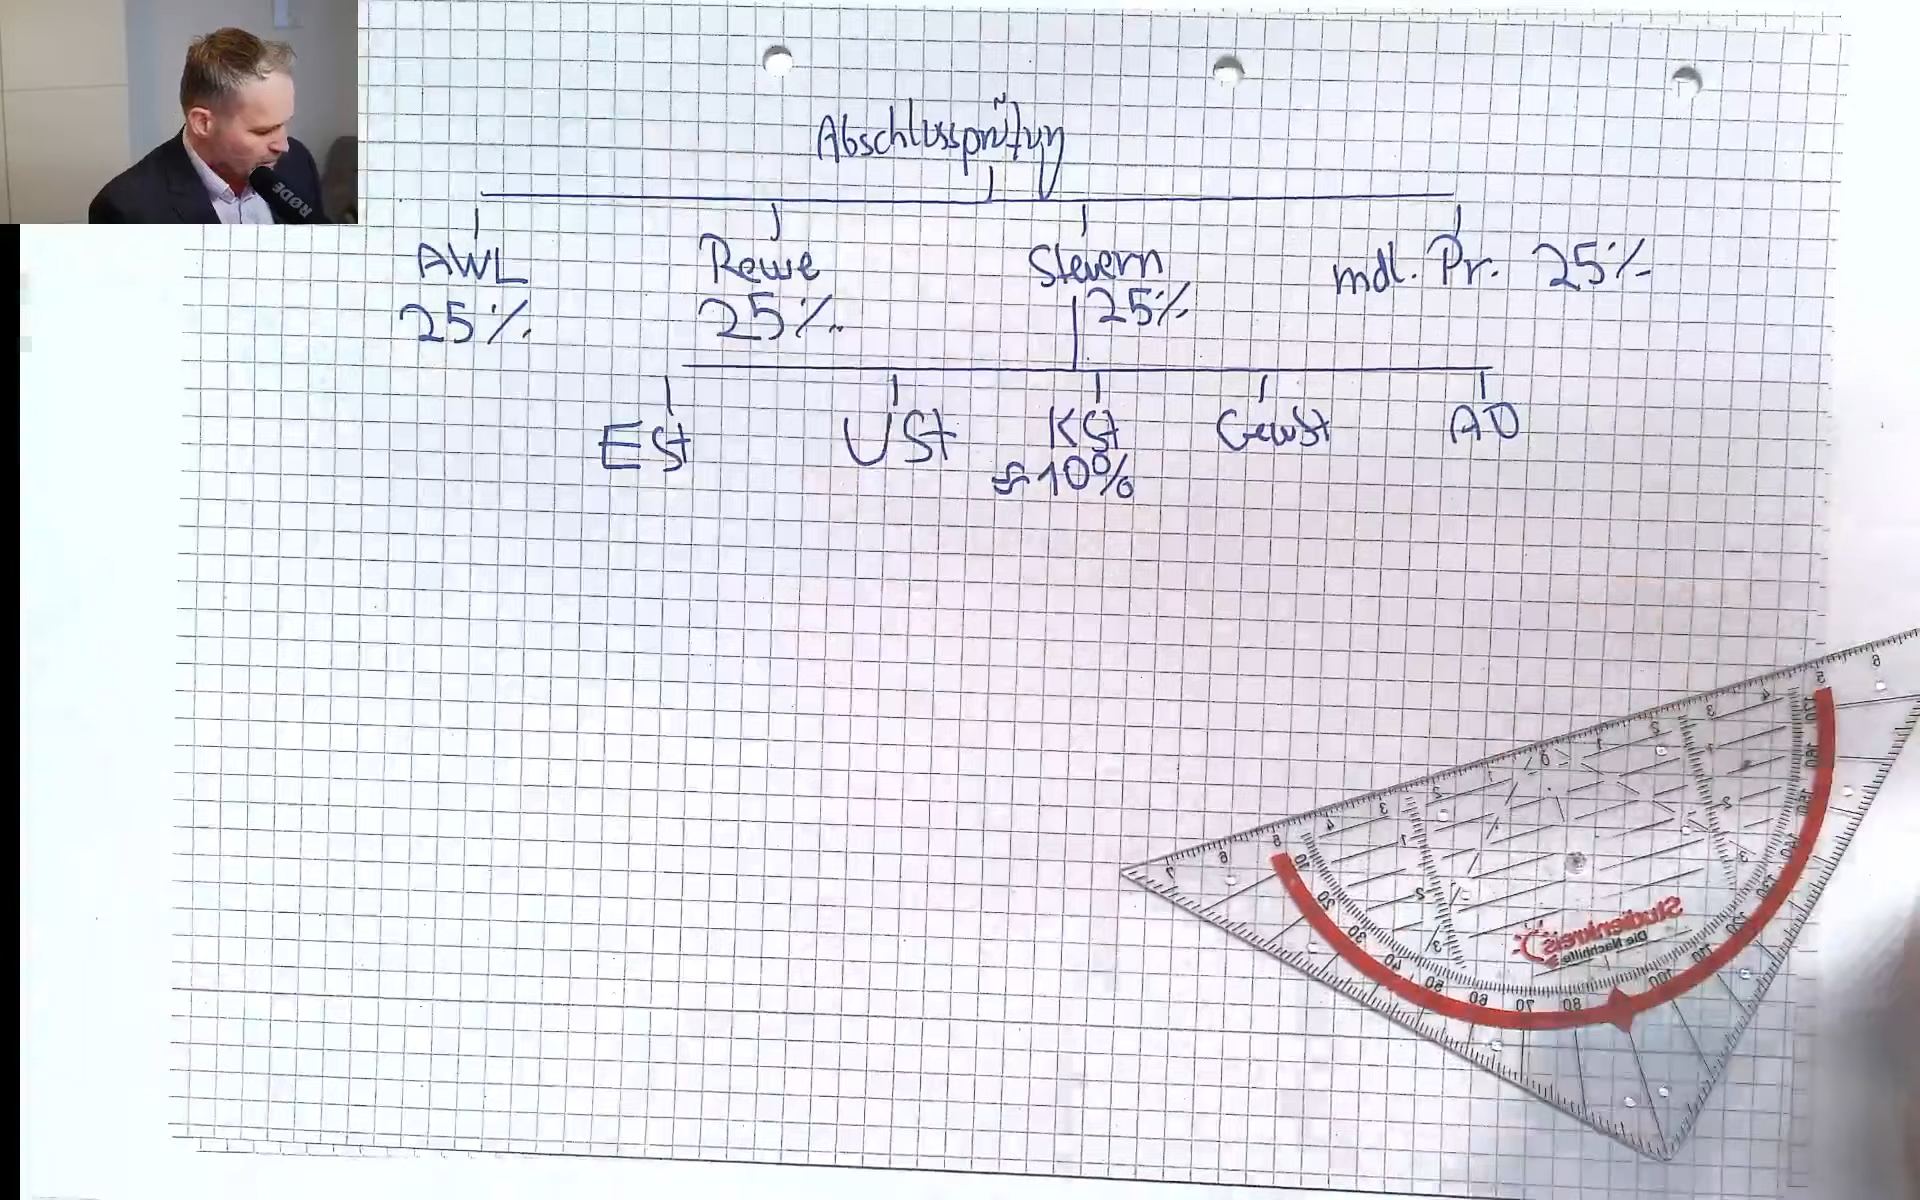 RØDE
Abschlussprüfung
AWL
25%
Rewe
25%
Steuern
25%
mdl. Pr. 25%
ESt
USt
KSt
≈ 10%
GewSt
AO
Studienkreis
Die Nachhilfe